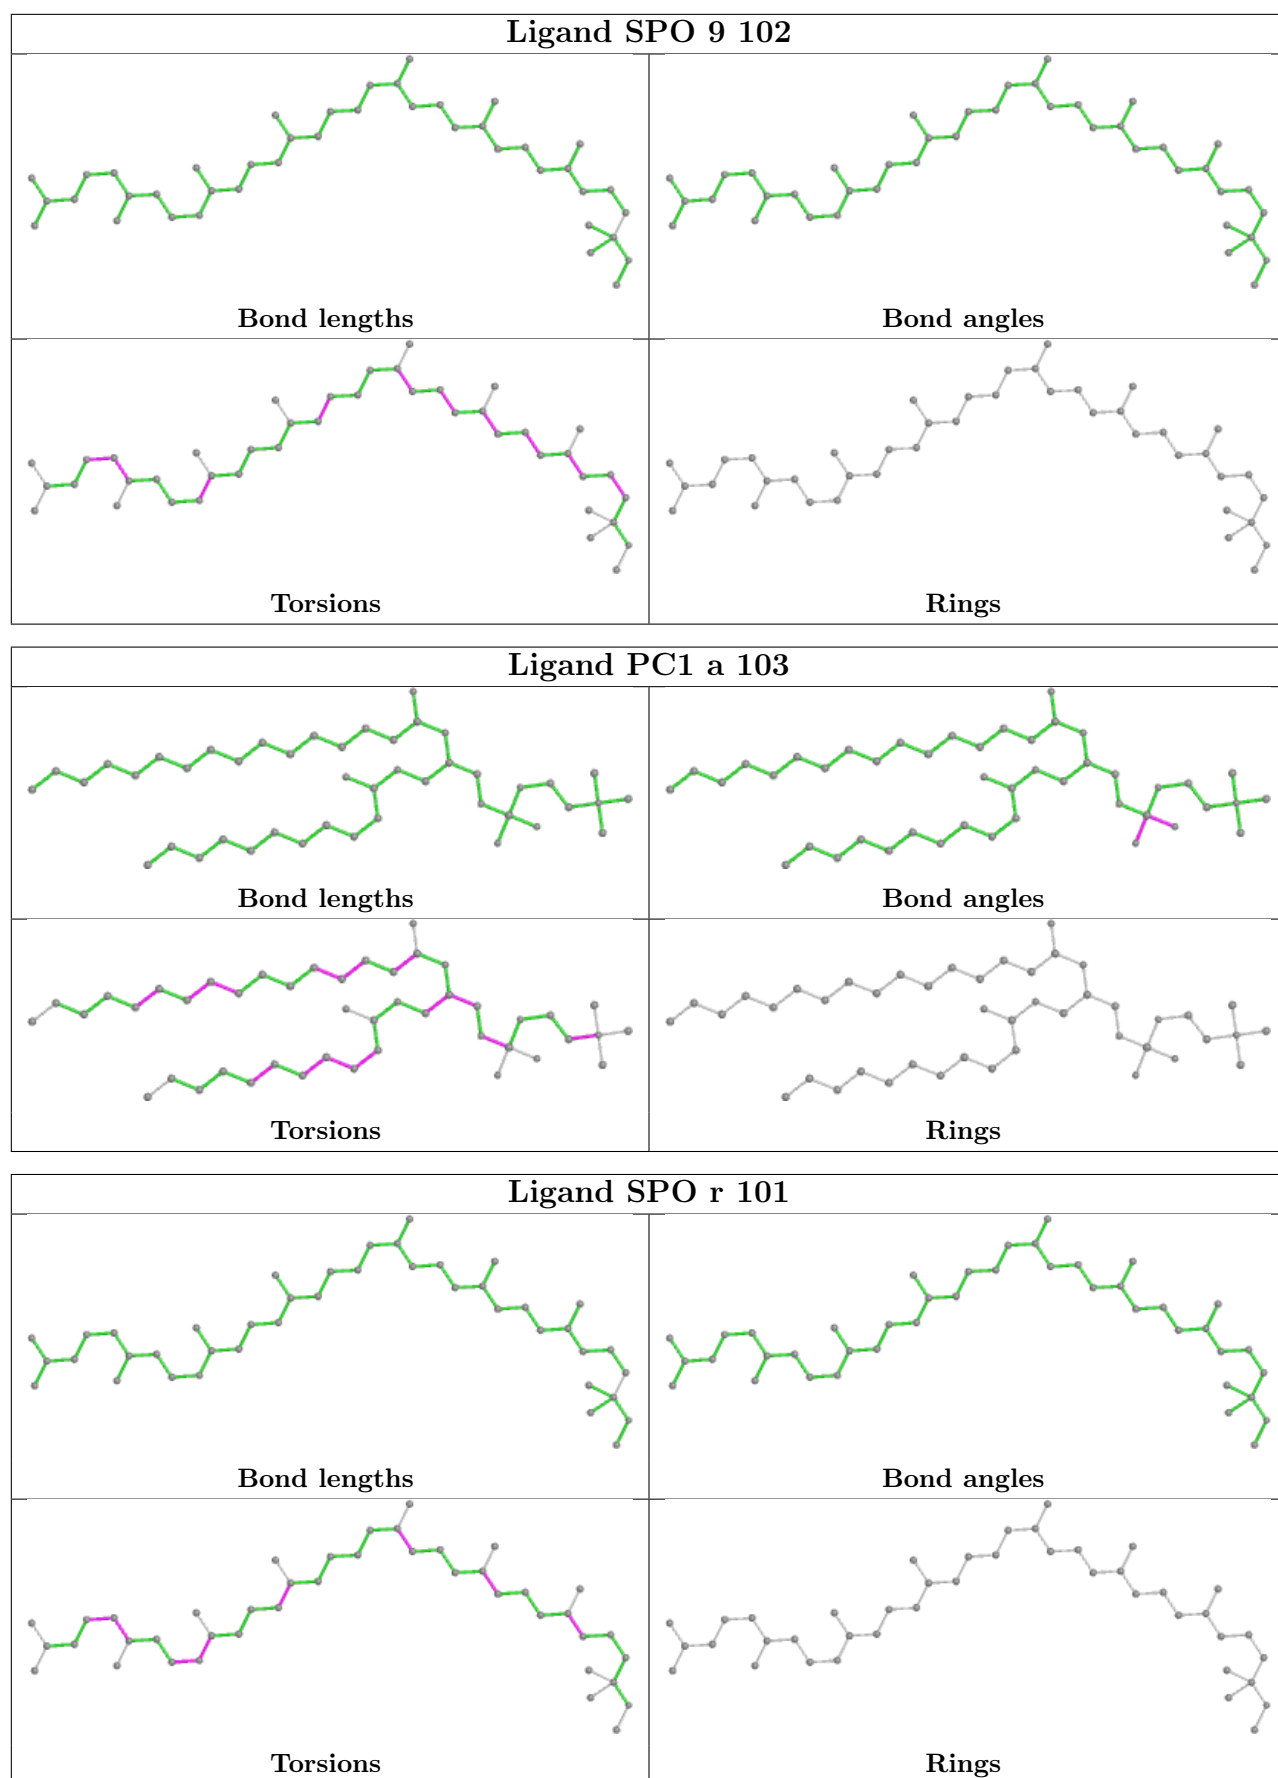 Ligand SPO 9 102
Bond lengths
Bond angles
Torsions
Rings
Ligand PC1 a 103
Bond lengths
Bond angles
Torsions
Rings
Ligand SPO r 101
Bond lengths
Bond angles
Torsions
Rings